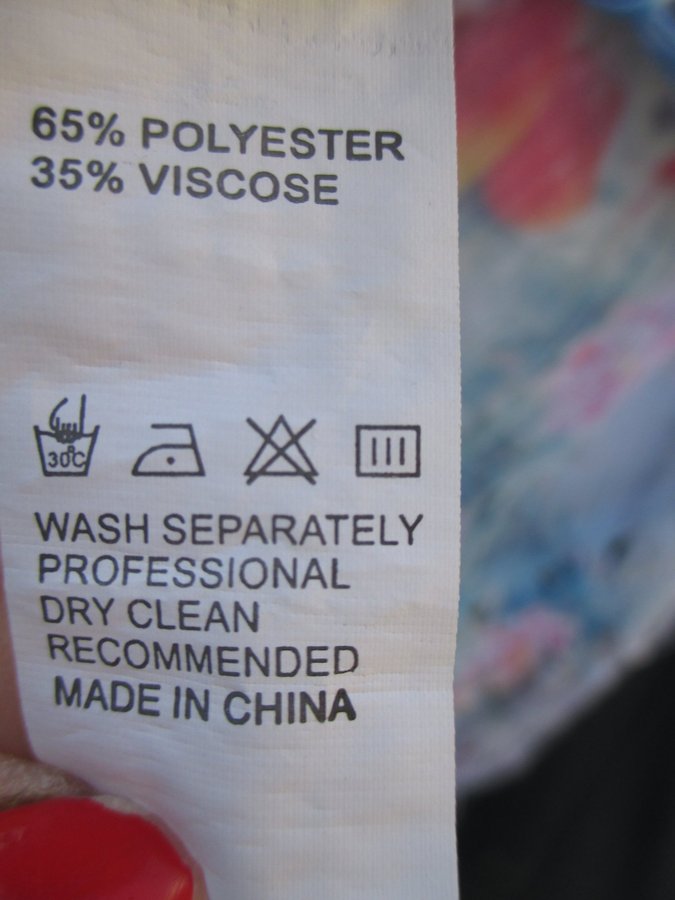 65% POLYESTER
35% VISCOSE
30°C
WASH SEPARATELY
PROFESSIONAL
DRY CLEAN
RECOMMENDED
MADE IN CHINA